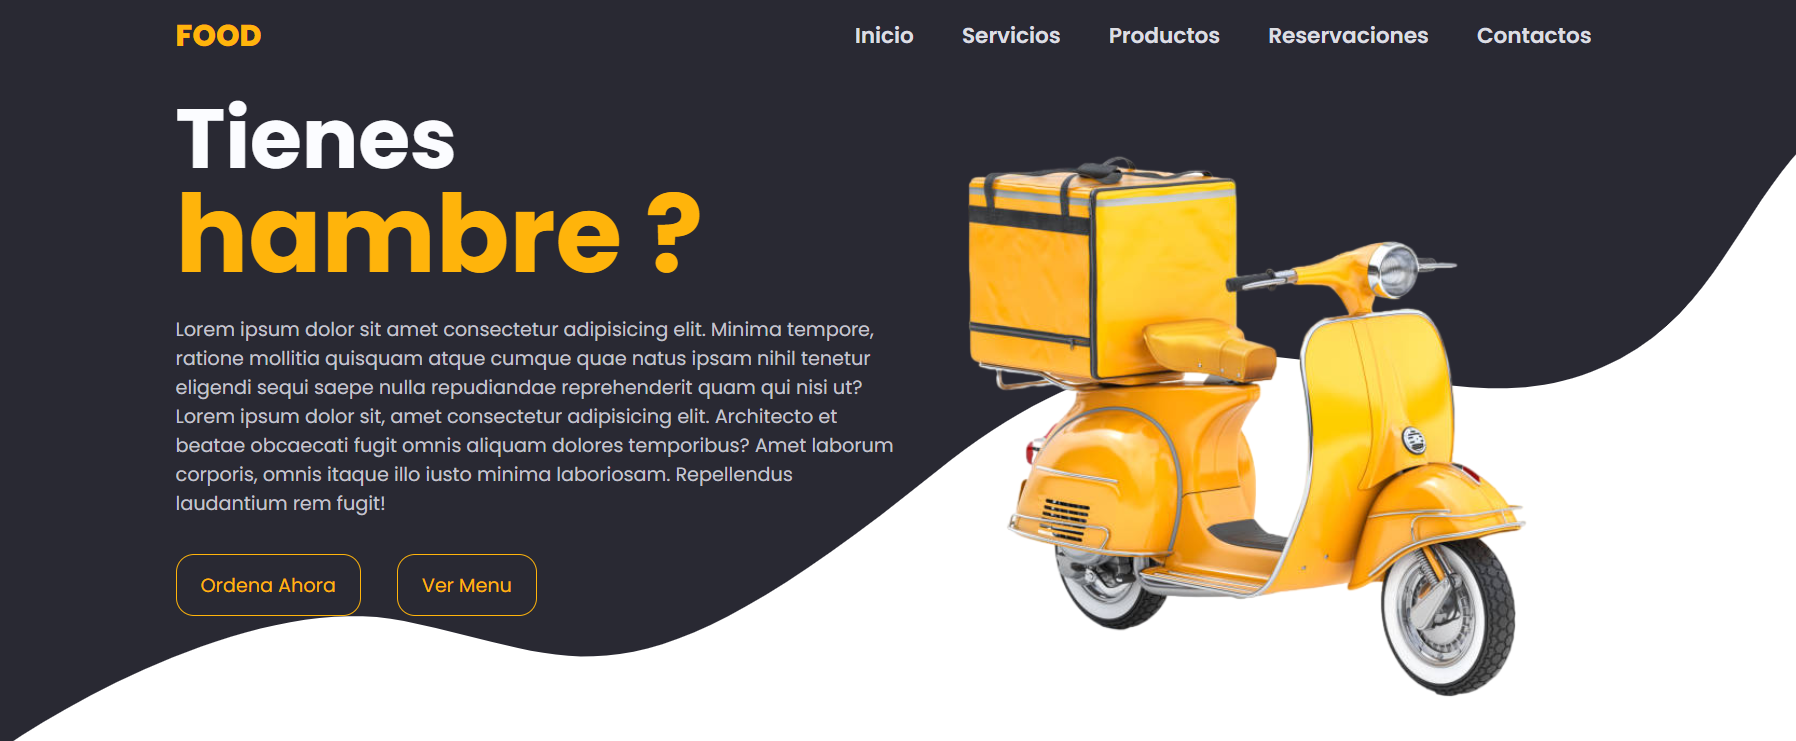 FOOD
Inicio Servicios Productos Reservaciones Contactos
Tienes
hambre ?
Lorem ipsum dolor sit amet consectetur adipisicing elit. Minima tempore,
ratione mollitia quisquam atque cumque quae natus ipsam nihil tenetur
eligendi sequi saepe nulla repudiandae reprehenderit quam qui nisi ut?
Lorem ipsum dolor sit, amet consectetur adipisicing elit. Architecto et
beatae obcaecati fugit omnis aliquam dolores temporibus? Amet laborum
corporis, omnis itaque illo iusto minima laboriosam. Repellendus
laudantium rem fugit!
Ordena Ahora
Ver Menu